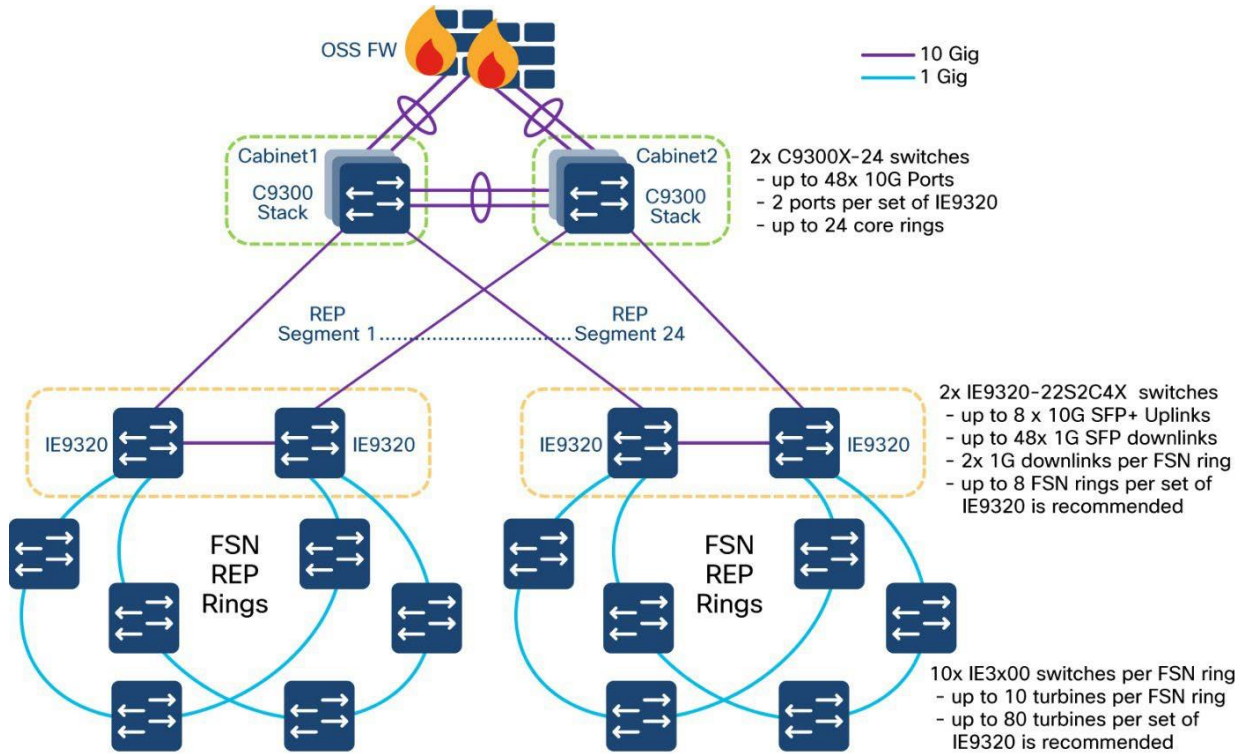 OSS FW
10 Gig
1 Gig
Cabinet1
C9300
Stack
Cabinet2
C9300
Stack
2x C9300X-24 switches
- up to 48x 10G Ports
- 2 ports per set of IE9320
- up to 24 core rings
REP
Segment 1
REP
Segment 24
IE9320
IE9320
IE9320
IE9320
2x IE9320-22S2C4X switches
- up to 8 x 10G SFP+ Uplinks
- up to 48x 1G SFP downlinks
- 2x 1G downlinks per FSN ring
- up to 8 FSN rings per set of
IE9320 is recommended
FSN
REP
Rings
FSN
REP
Rings
10x IE3x00 switches per FSN ring
- up to 10 turbines per FSN ring
- up to 80 turbines per set of
IE9320 is recommended